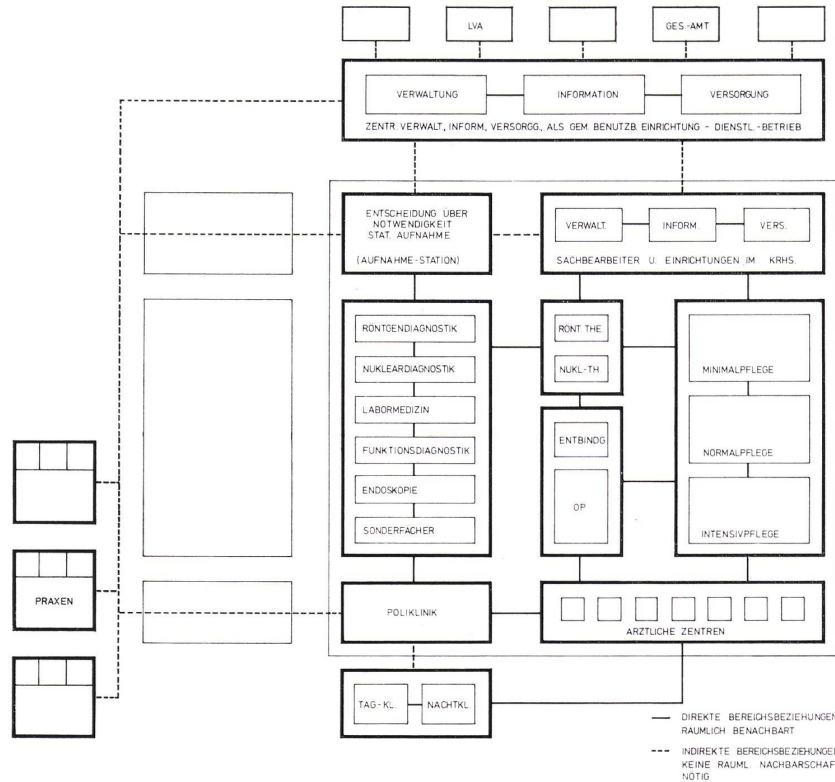 LVA
GES.-AMT
VERWALTUNG
INFORMATION
VERSORGUNG
ZENTR. VERWALT., INFORM., VERSORGG., ALS GEM. BENUTZB. EINRICHTUNG - DIENSTL.-BETRIEB
ENTSCHEIDUNG ÜBER
NOTWENDIGKEIT
STAT. AUFNAHME
(AUFNAHME-STATION)
VERWALT.
INFORM.
VERS.
SACHBEARBEITER U. EINRICHTUNGEN IM KRHS.
RÖNTGENDIAGNOSTIK
NUKLEARDIAGNOSTIK
LABORMEDIZIN
FUNKTIONSDIAGNOSTIK
ENDOSKOPIE
SONDERFÄCHER
RÖNT THE.
NUKL-TH
ENTBINDG
OP
MINIMALPFLEGE
NORMALPFLEGE
INTENSIVPFLEGE
PRAXEN
POLIKLINIK
ÄRZTLICHE ZENTREN
TAG-KL.
NACHTKL.
DIREKTE BEREICHSBEZIEHUNGEN
RÄUMLICH BENACHBART
INDIREKTE BEREICHSBEZIEHUNGEN
KEINE RÄUML. NACHBARSCHAF
NÖTIG